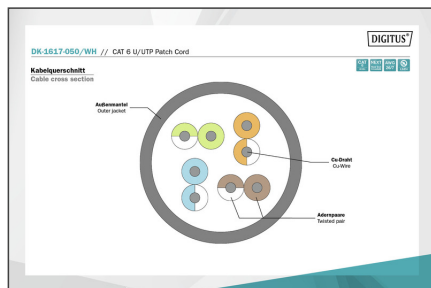 DIGITUS®
DK-1617-050/WH // CAT 6 U/UTP Patch Cord
Kabelquerschnitt
Cable cross section
Außenmantel
Outer jacket
Cu-Draht
Cu-Wire
Adernpaare
Twisted pair